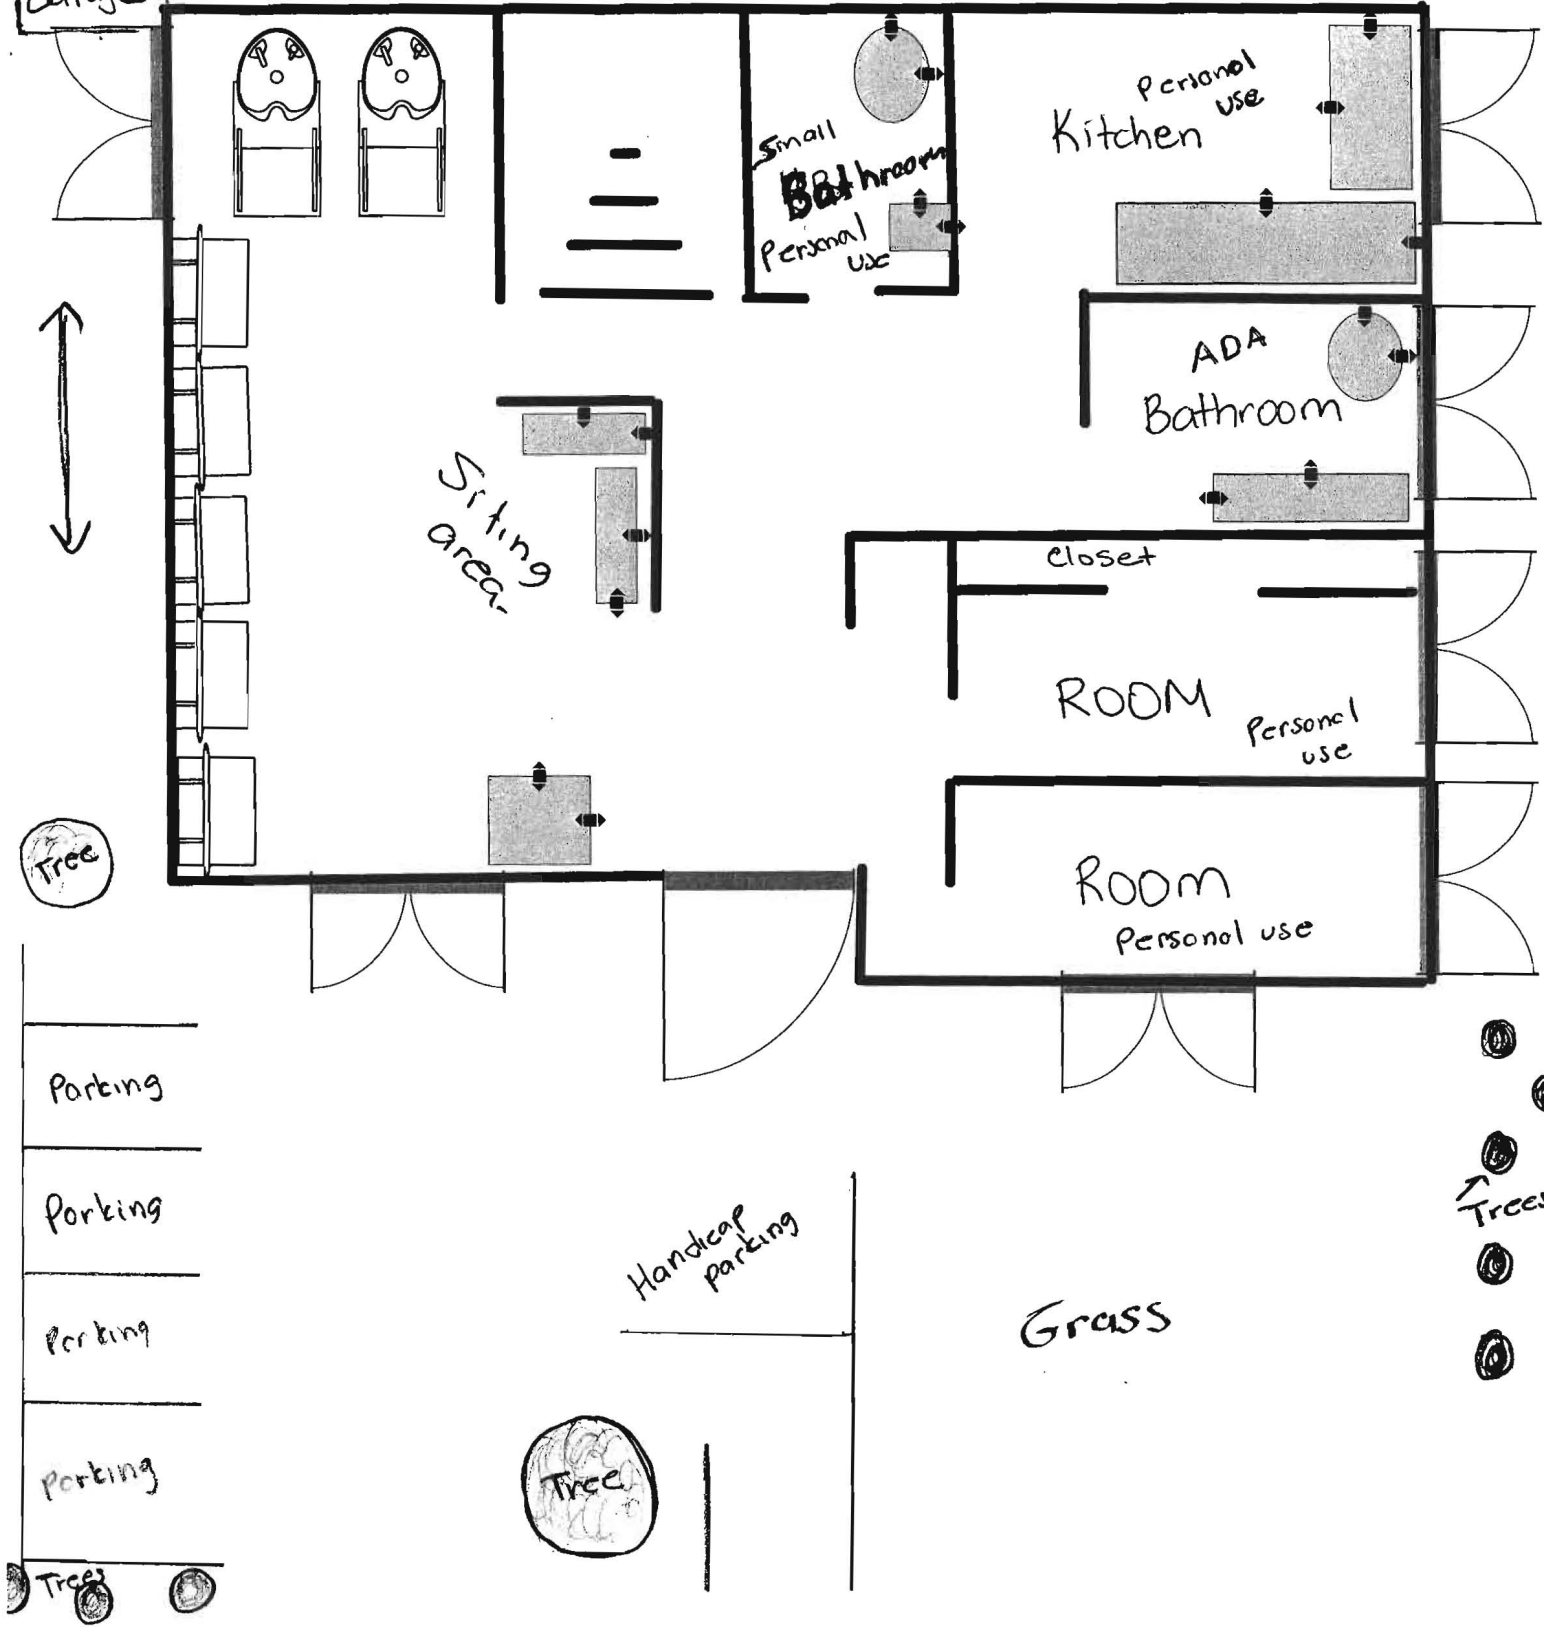 Personal
use
Kitchen
Small
Bathroom
Personal
use
ADA
Bathroom
Siting
area.
Closet
ROOM
Personal
use
Tree
ROOM
Personal use
Parking
Parking
Parking
Parking
Handicap
parking
Trees
Grass
Tree
Trees